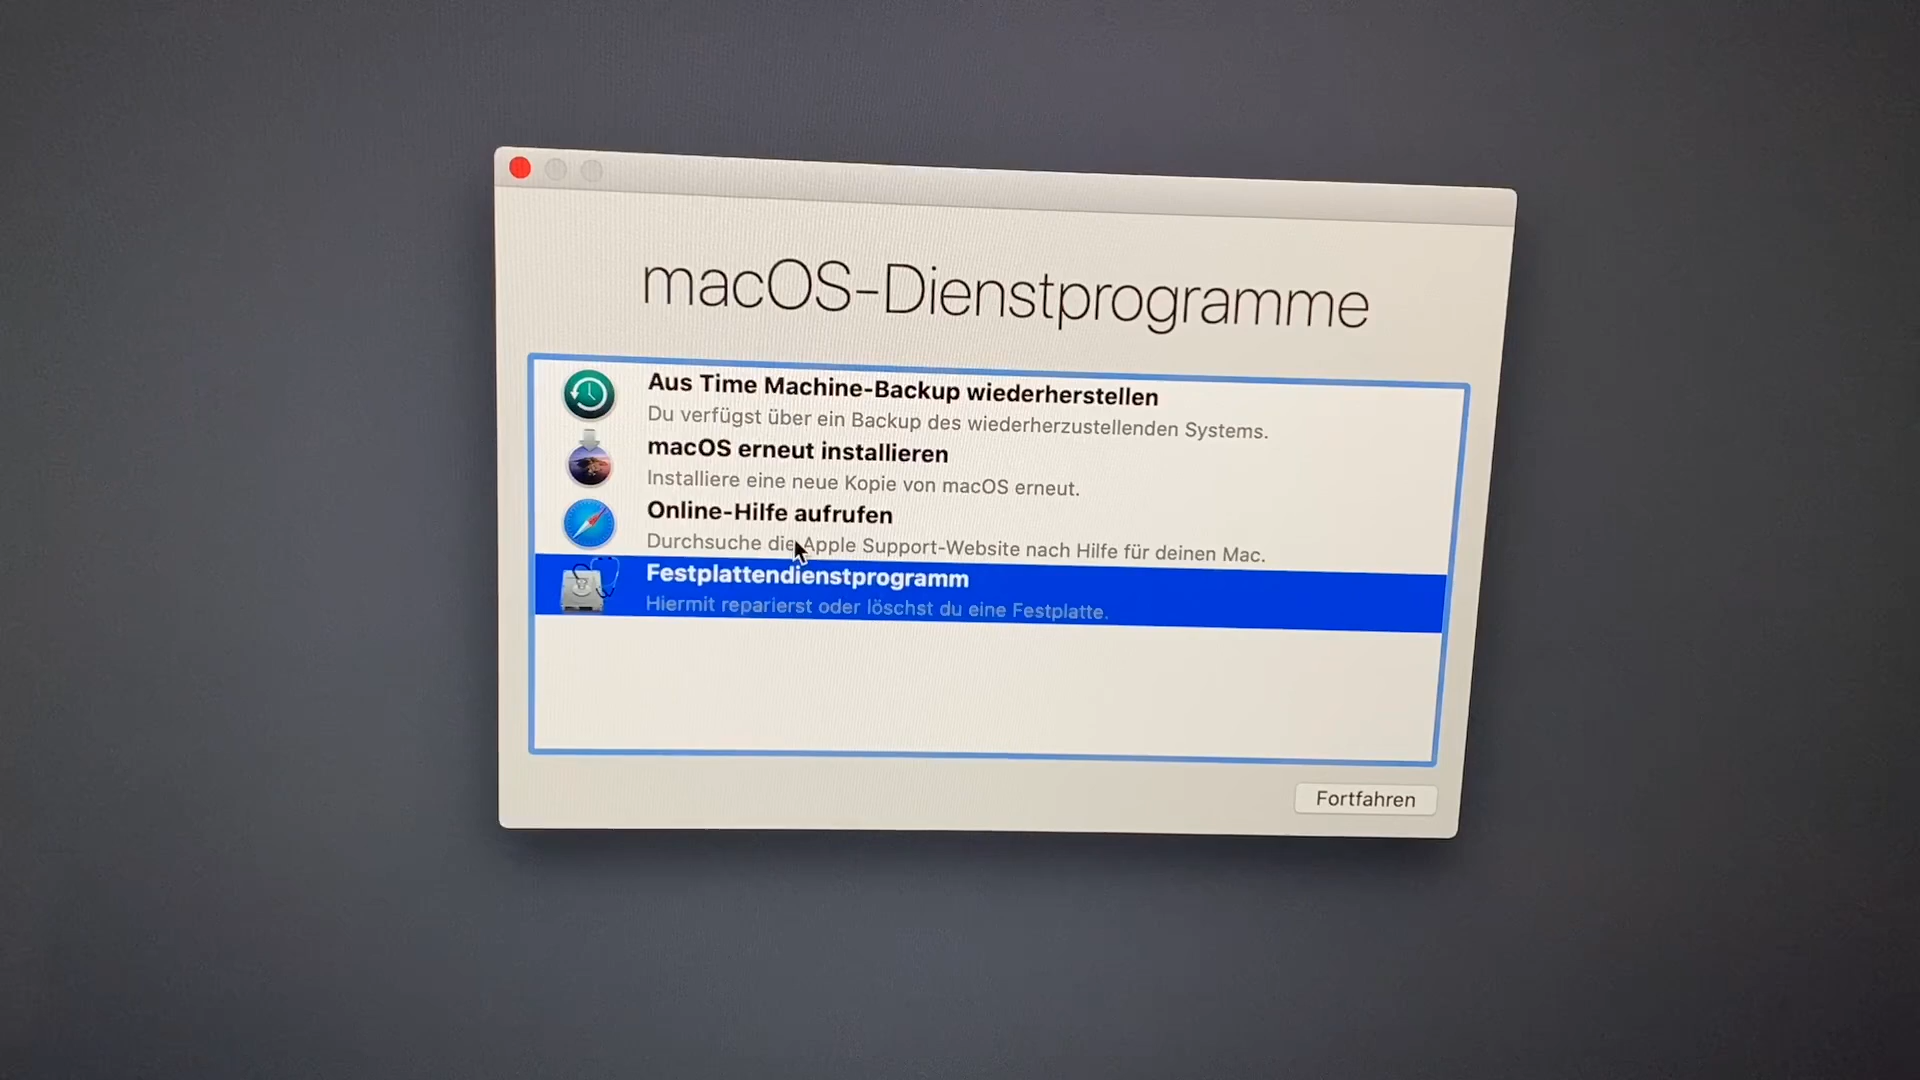 macOS-Dienstprogramme
Aus Time Machine-Backup wiederherstellen
Du verfügst über ein Backup des wiederherzustellenden Systems.
macOS erneut installieren
Installiere eine neue Kopie von macOS erneut.
Online-Hilfe aufrufen
Durchsuche die Apple Support-Website nach Hilfe für deinen Mac.
Festplattendienstprogramm
Hiermit reparierst oder löschst du eine Festplatte.
Fortfahren